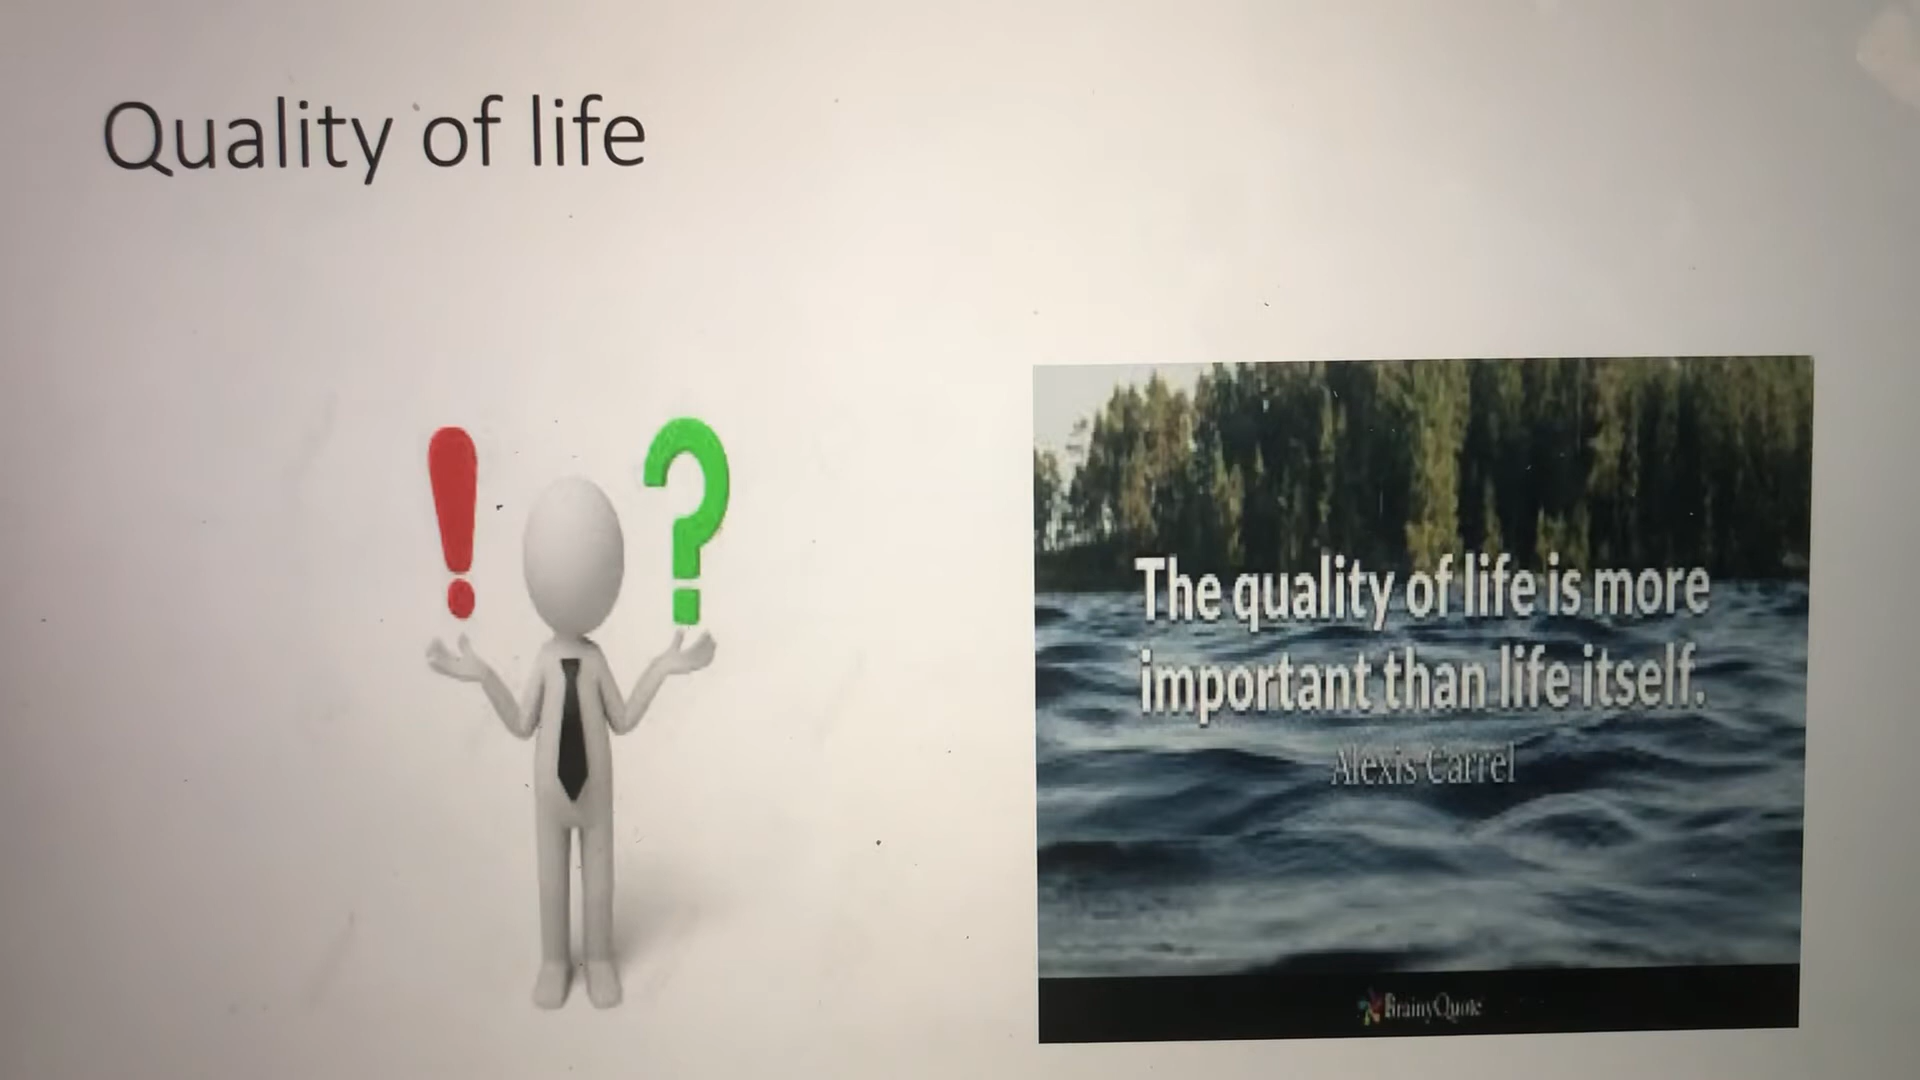 Quality of life
! ?
The quality of life is more
important than life itself.
Alexis Carrel
BrainyQuote